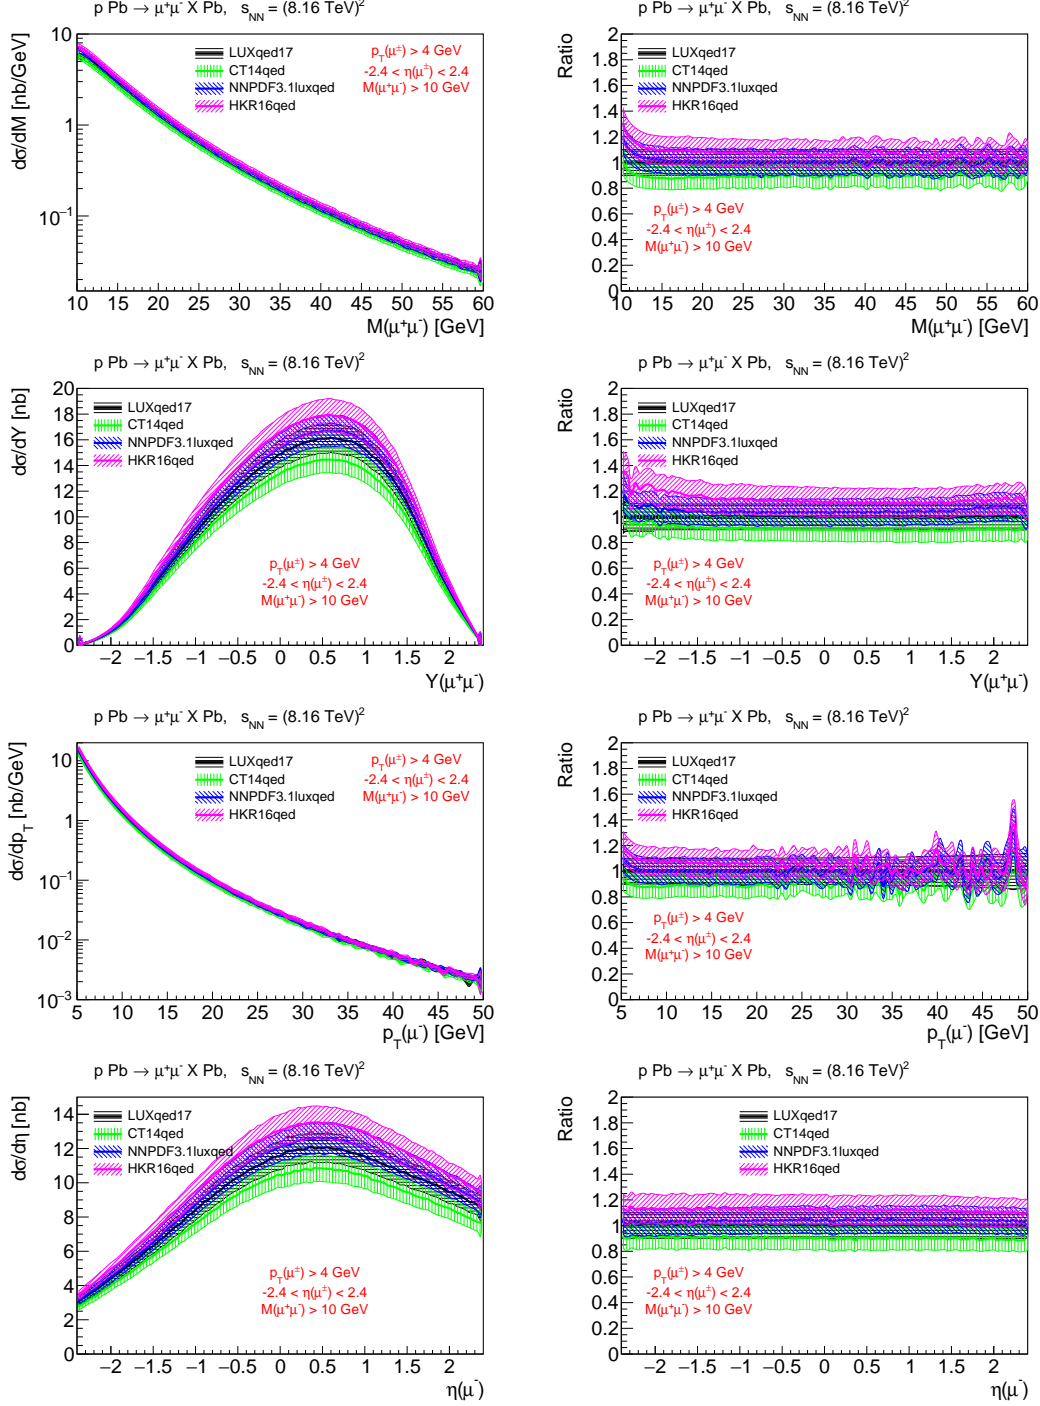 p Pb → μ⁺μ⁻ X Pb, s_NN = (8.16 TeV)²
dσ/dM [nb/GeV]
LUXqed17
CT14qed
NNPDF3.1luxqed
HKR16qed
p_T(μ±) > 4 GeV
-2.4 < η(μ±) < 2.4
M(μ⁺μ⁻) > 10 GeV
10
1
10⁻¹
10 15 20 25 30 35 40 45 50 55 60
M(μ⁺μ⁻) [GeV]
p Pb → μ⁺μ⁻ X Pb, s_NN = (8.16 TeV)²
Ratio
LUXqed17
CT14qed
NNPDF3.1luxqed
HKR16qed
p_T(μ±) > 4 GeV
-2.4 < η(μ±) < 2.4
M(μ⁺μ⁻) > 10 GeV
2
1.8
1.6
1.4
1.2
1
0.8
0.6
0.4
0.2
0
10 15 20 25 30 35 40 45 50 55 60
M(μ⁺μ⁻) [GeV]
p Pb → μ⁺μ⁻ X Pb, s_NN = (8.16 TeV)²
dσ/dY [nb]
LUXqed17
CT14qed
NNPDF3.1luxqed
HKR16qed
p_T(μ±) > 4 GeV
-2.4 < η(μ±) < 2.4
M(μ⁺μ⁻) > 10 GeV
20
18
16
14
12
10
8
6
4
2
0
−2 −1.5 −1 −0.5 0 0.5 1 1.5 2
Y(μ⁺μ⁻)
p Pb → μ⁺μ⁻ X Pb, s_NN = (8.16 TeV)²
Ratio
LUXqed17
CT14qed
NNPDF3.1luxqed
HKR16qed
p_T(μ±) > 4 GeV
-2.4 < η(μ±) < 2.4
M(μ⁺μ⁻) > 10 GeV
2
1.8
1.6
1.4
1.2
1
0.8
0.6
0.4
0.2
0
−2 −1.5 −1 −0.5 0 0.5 1 1.5 2
Y(μ⁺μ⁻)
p Pb → μ⁺μ⁻ X Pb, s_NN = (8.16 TeV)²
dσ/dp_T [nb/GeV]
LUXqed17
CT14qed
NNPDF3.1luxqed
HKR16qed
p_T(μ±) > 4 GeV
-2.4 < η(μ±) < 2.4
M(μ⁺μ⁻) > 10 GeV
10
1
10⁻¹
10⁻²
10⁻³
5 10 15 20 25 30 35 40 45 50
p_T(μ⁻) [GeV]
p Pb → μ⁺μ⁻ X Pb, s_NN = (8.16 TeV)²
Ratio
LUXqed17
CT14qed
NNPDF3.1luxqed
HKR16qed
p_T(μ±) > 4 GeV
-2.4 < η(μ±) < 2.4
M(μ⁺μ⁻) > 10 GeV
2
1.8
1.6
1.4
1.2
1
0.8
0.6
0.4
0.2
0
5 10 15 20 25 30 35 40 45 50
p_T(μ⁻) [GeV]
p Pb → μ⁺μ⁻ X Pb, s_NN = (8.16 TeV)²
dσ/dη [nb]
LUXqed17
CT14qed
NNPDF3.1luxqed
HKR16qed
p_T(μ±) > 4 GeV
-2.4 < η(μ±) < 2.4
M(μ⁺μ⁻) > 10 GeV
14
12
10
8
6
4
2
0
−2 −1.5 −1 −0.5 0 0.5 1 1.5 2
η(μ⁻)
p Pb → μ⁺μ⁻ X Pb, s_NN = (8.16 TeV)²
Ratio
LUXqed17
CT14qed
NNPDF3.1luxqed
HKR16qed
p_T(μ±) > 4 GeV
-2.4 < η(μ±) < 2.4
M(μ⁺μ⁻) > 10 GeV
2
1.8
1.6
1.4
1.2
1
0.8
0.6
0.4
0.2
0
−2 −1.5 −1 −0.5 0 0.5 1 1.5 2
η(μ⁻)